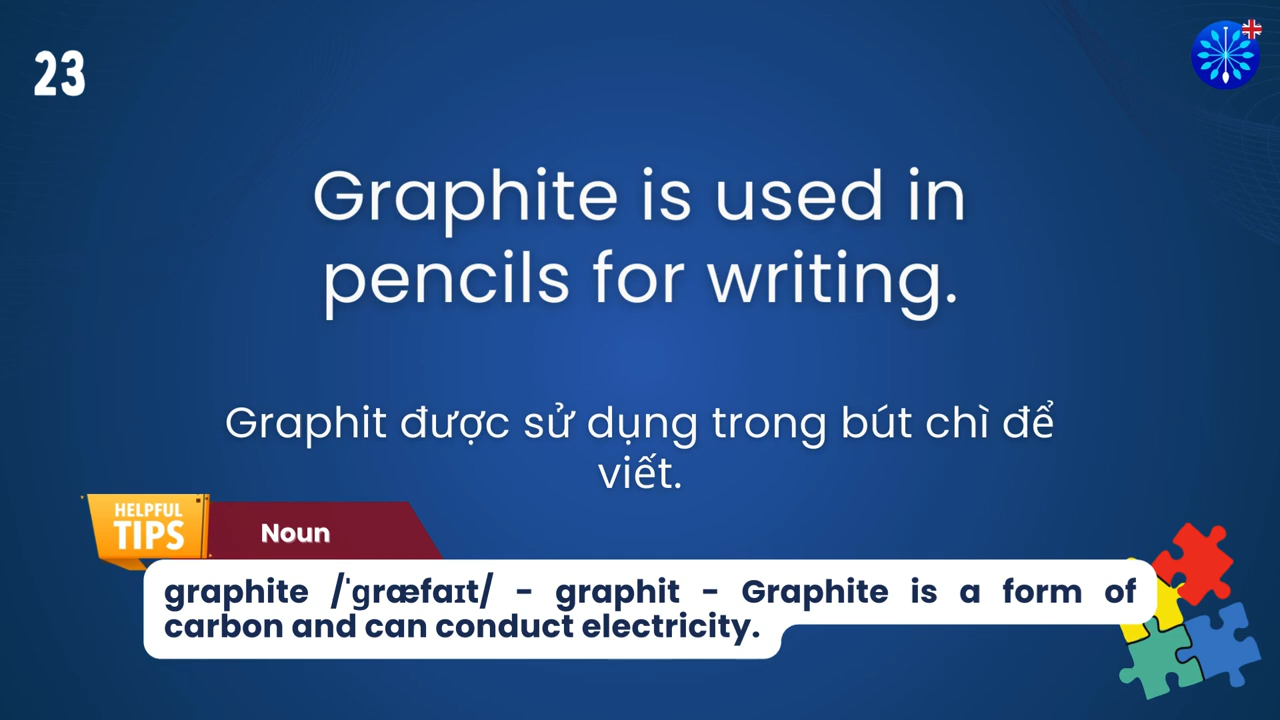 23
Graphite is used in
pencils for writing.
Graphit được sử dụng trong bút chì để
viết.
HELPFUL
TIPS
Noun
graphite /ˈɡræfaɪt/ - graphit - Graphite is a form of
carbon and can conduct electricity.